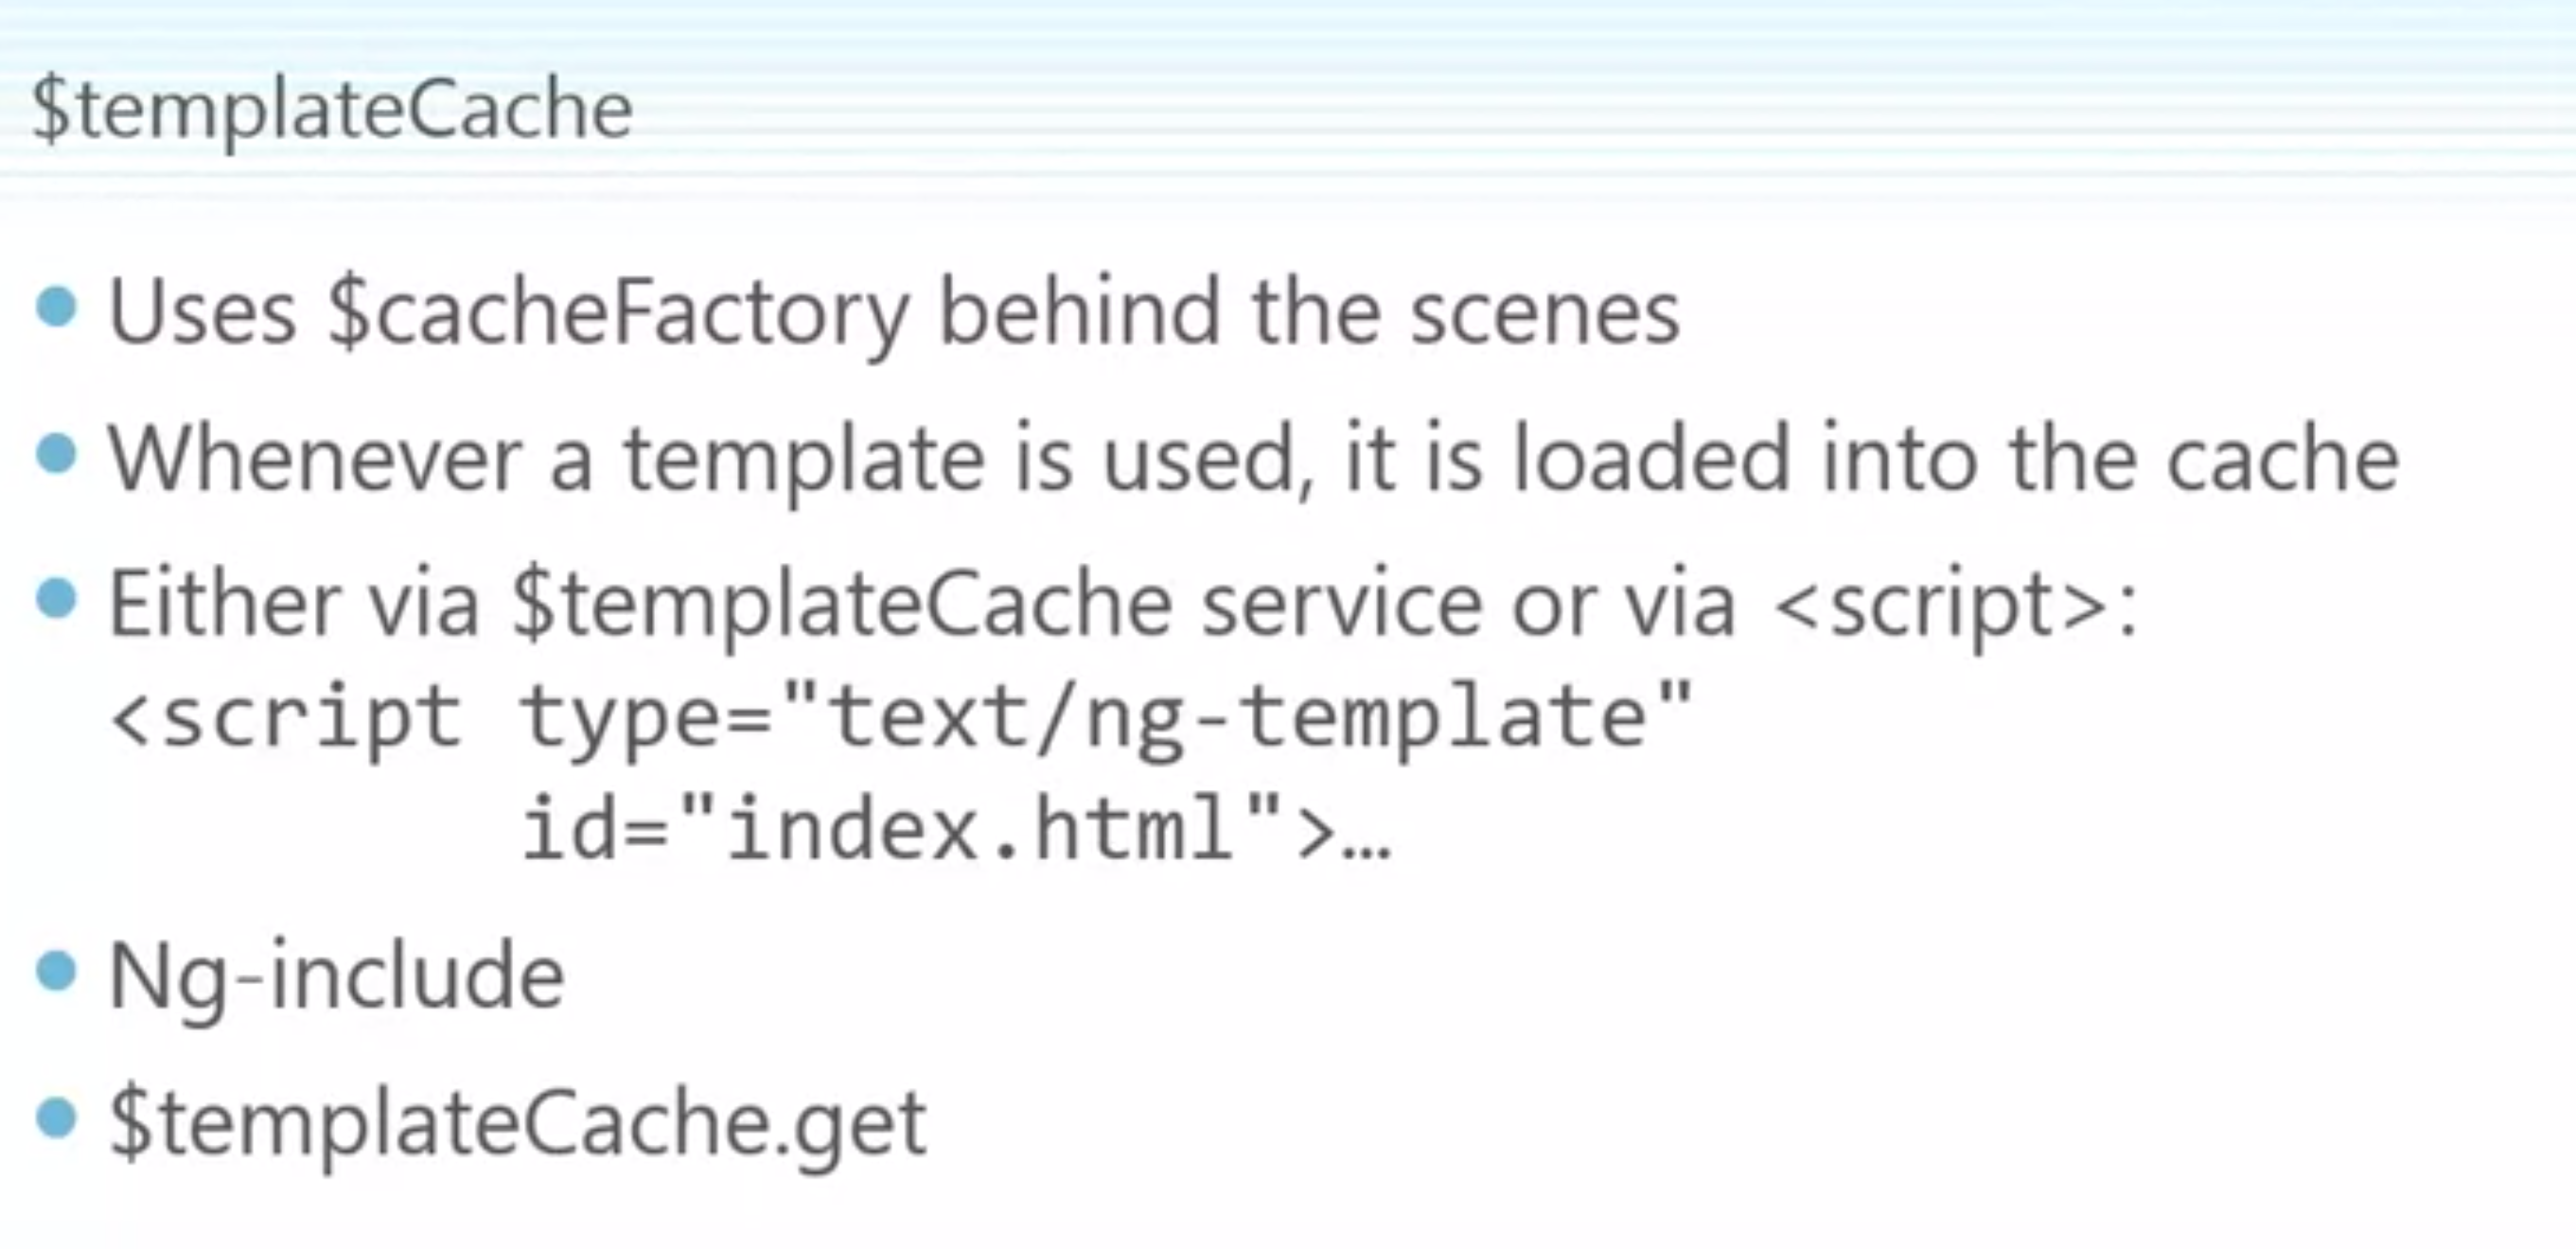 $templateCache
Uses $cacheFactory behind the scenes
Whenever a template is used, it is loaded into the cache
Either via $templateCache service or via <script>:
<script type="text/ng-template"
id="index.html">…
Ng-include
$templateCache.get